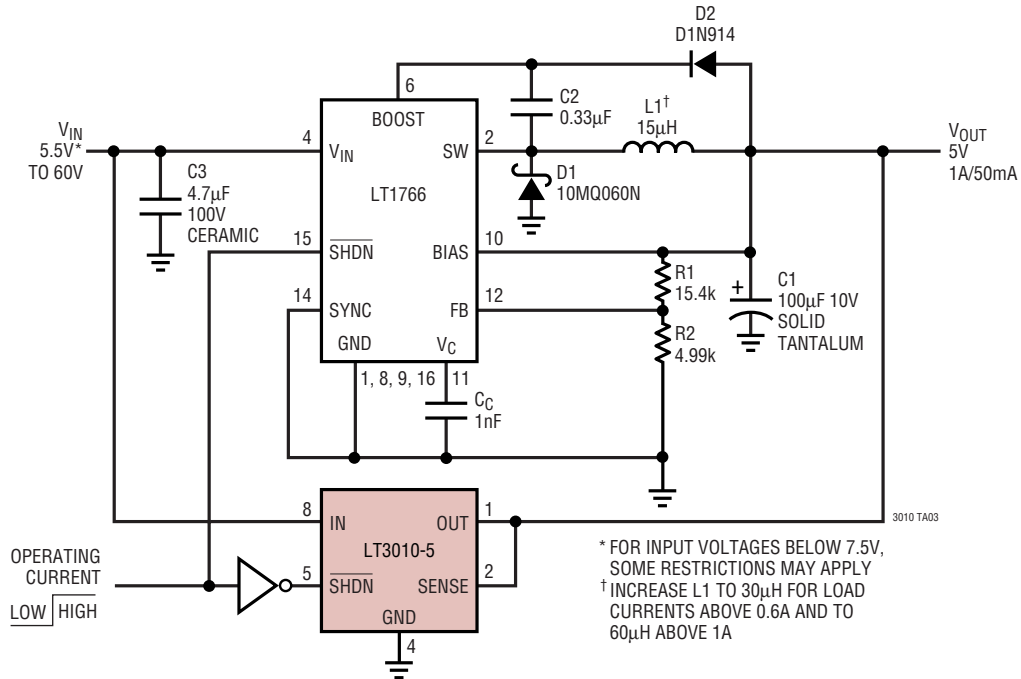 D2
D1N914
6
BOOST
C2
0.33µF
L1†
15µH
VIN
5.5V*
TO 60V
4
VIN
SW
2
VOUT
5V
1A/50mA
C3
4.7µF
100V
CERAMIC
LT1766
D1
10MQ060N
15
SHDN
BIAS
10
14
SYNC
FB
12
R1
15.4k
R2
4.99k
+
C1
100µF 10V
SOLID
TANTALUM
GND
VC
1, 8, 9, 16
11
CC
1nF
8
IN
OUT
1
3010 TA03
LT3010-5
OPERATING
CURRENT
LOW HIGH
5
SHDN
SENSE
2
GND
4
* FOR INPUT VOLTAGES BELOW 7.5V,
SOME RESTRICTIONS MAY APPLY
† INCREASE L1 TO 30µH FOR LOAD
CURRENTS ABOVE 0.6A AND TO
60µH ABOVE 1A